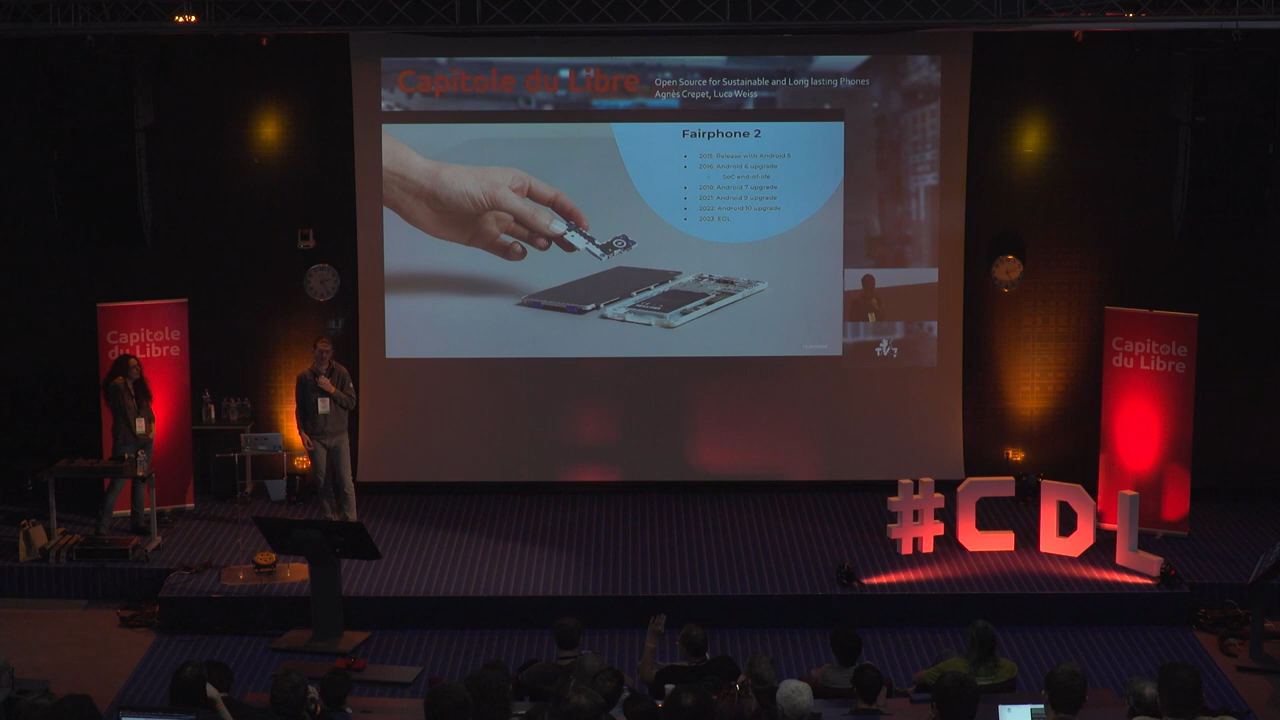 Capitole du Libre
Open Source for Sustainable and Long lasting Phones
Agnès Crepet, Luca Weiss
Fairphone 2
2015: Release with Android 5
2016: Android 6 upgrade
SoC end-of-life
2018: Android 7 upgrade
2021: Android 9 upgrade
2022: Android 10 upgrade
2023: EOL
Capitole
du Libre
Capitole
du Libre
#CDL